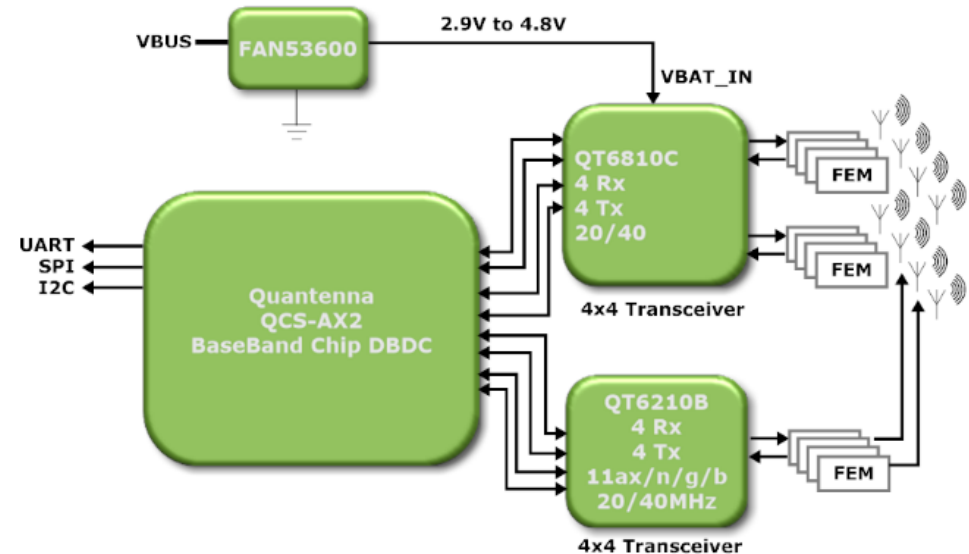 2.9V to 4.8V
VBUS
FAN53600
VBAT_IN
QT6810C
4 Rx
4 Tx
20/40
FEM
FEM
4x4 Transceiver
UART
SPI
I2C
Quantenna
QCS-AX2
BaseBand Chip DBDC
QT6210B
4 Rx
4 Tx
11ax/n/g/b
20/40MHz
FEM
4x4 Transceiver